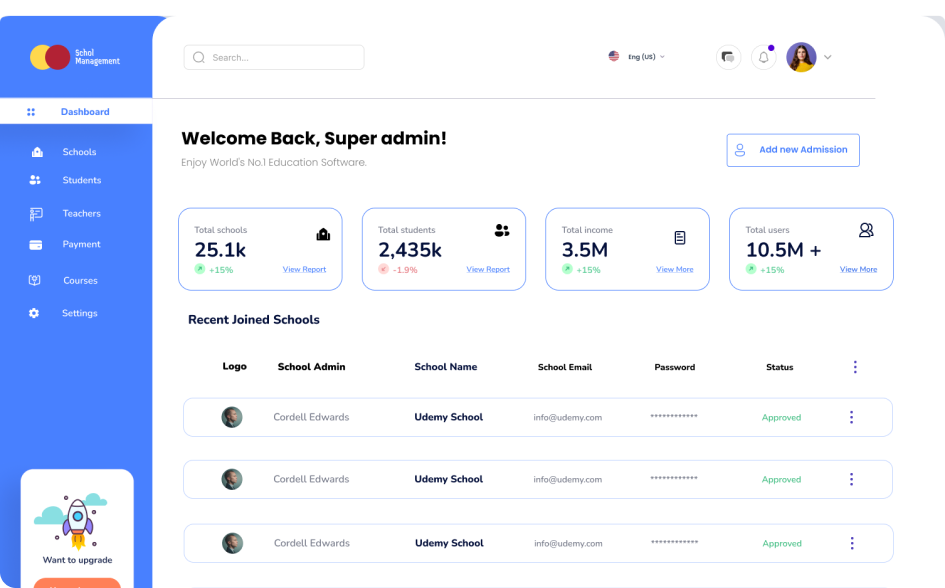 Schol
Management
Search...
Eng (US)
Dashboard
Schools
Students
Teachers
Payment
Courses
Settings
Welcome Back, Super admin!
Enjoy World's No.1 Education Software.
Add new Admission
Total schools
25.1k
+15%
View Report
Total students
2,435k
-1.9%
View Report
Total income
3.5M
+15%
View More
Total users
10.5M +
+15%
View More
Recent Joined Schools
Logo School Admin School Name School Email Password Status
Cordell Edwards Udemy School info@udemy.com ************ Approved
Cordell Edwards Udemy School info@udemy.com ************ Approved
Cordell Edwards Udemy School info@udemy.com ************ Approved
Want to upgrade